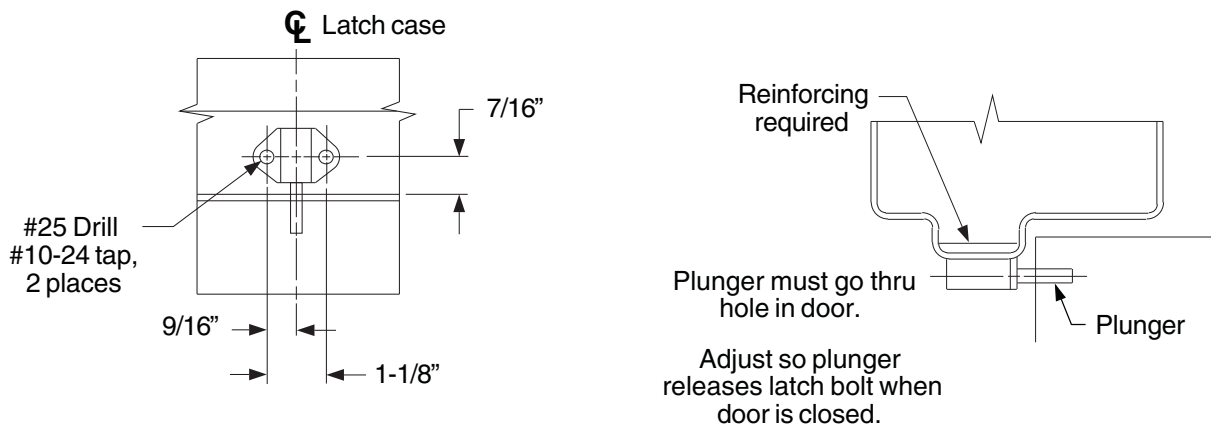 ℄ Latch case
7/16”
#25 Drill
#10-24 tap,
2 places
9/16”
1-1/8”
Reinforcing
required
Plunger must go thru
hole in door.
Plunger
Adjust so plunger
releases latch bolt when
door is closed.